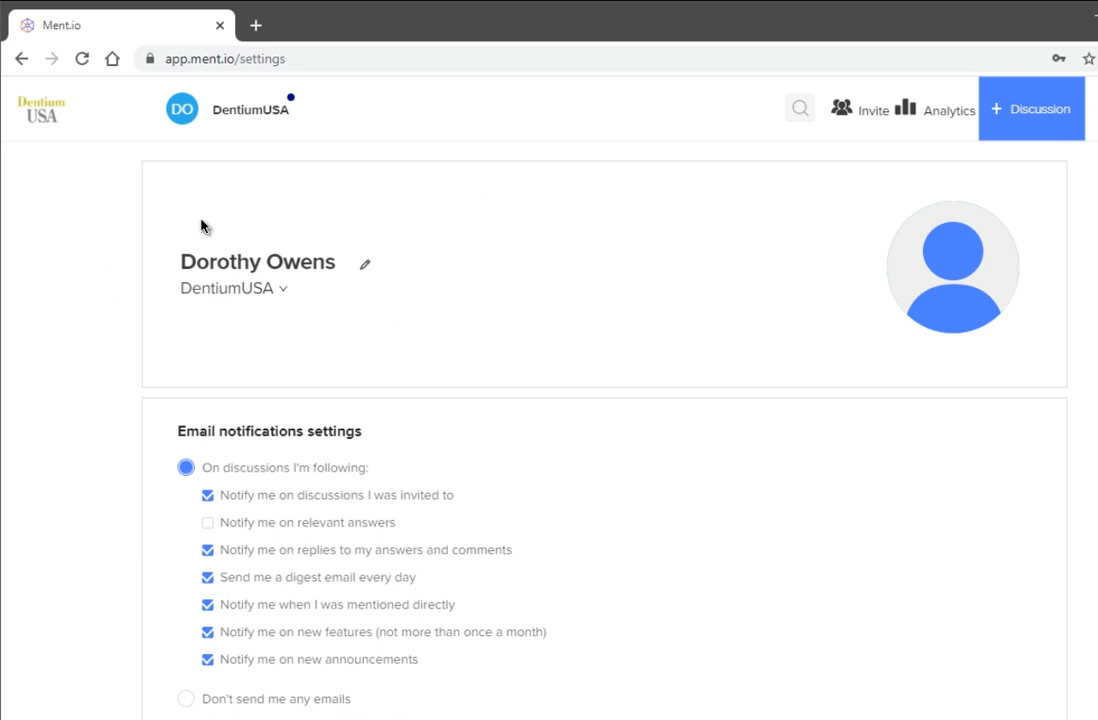 Ment.io
app.ment.io/settings
Dentium
USA
DO DentiumUSA
Invite Analytics + Discussion
Dorothy Owens
DentiumUSA
Email notifications settings
On discussions I'm following:
Notify me on discussions I was invited to
Notify me on relevant answers
Notify me on replies to my answers and comments
Send me a digest email every day
Notify me when I was mentioned directly
Notify me on new features (not more than once a month)
Notify me on new announcements
Don't send me any emails